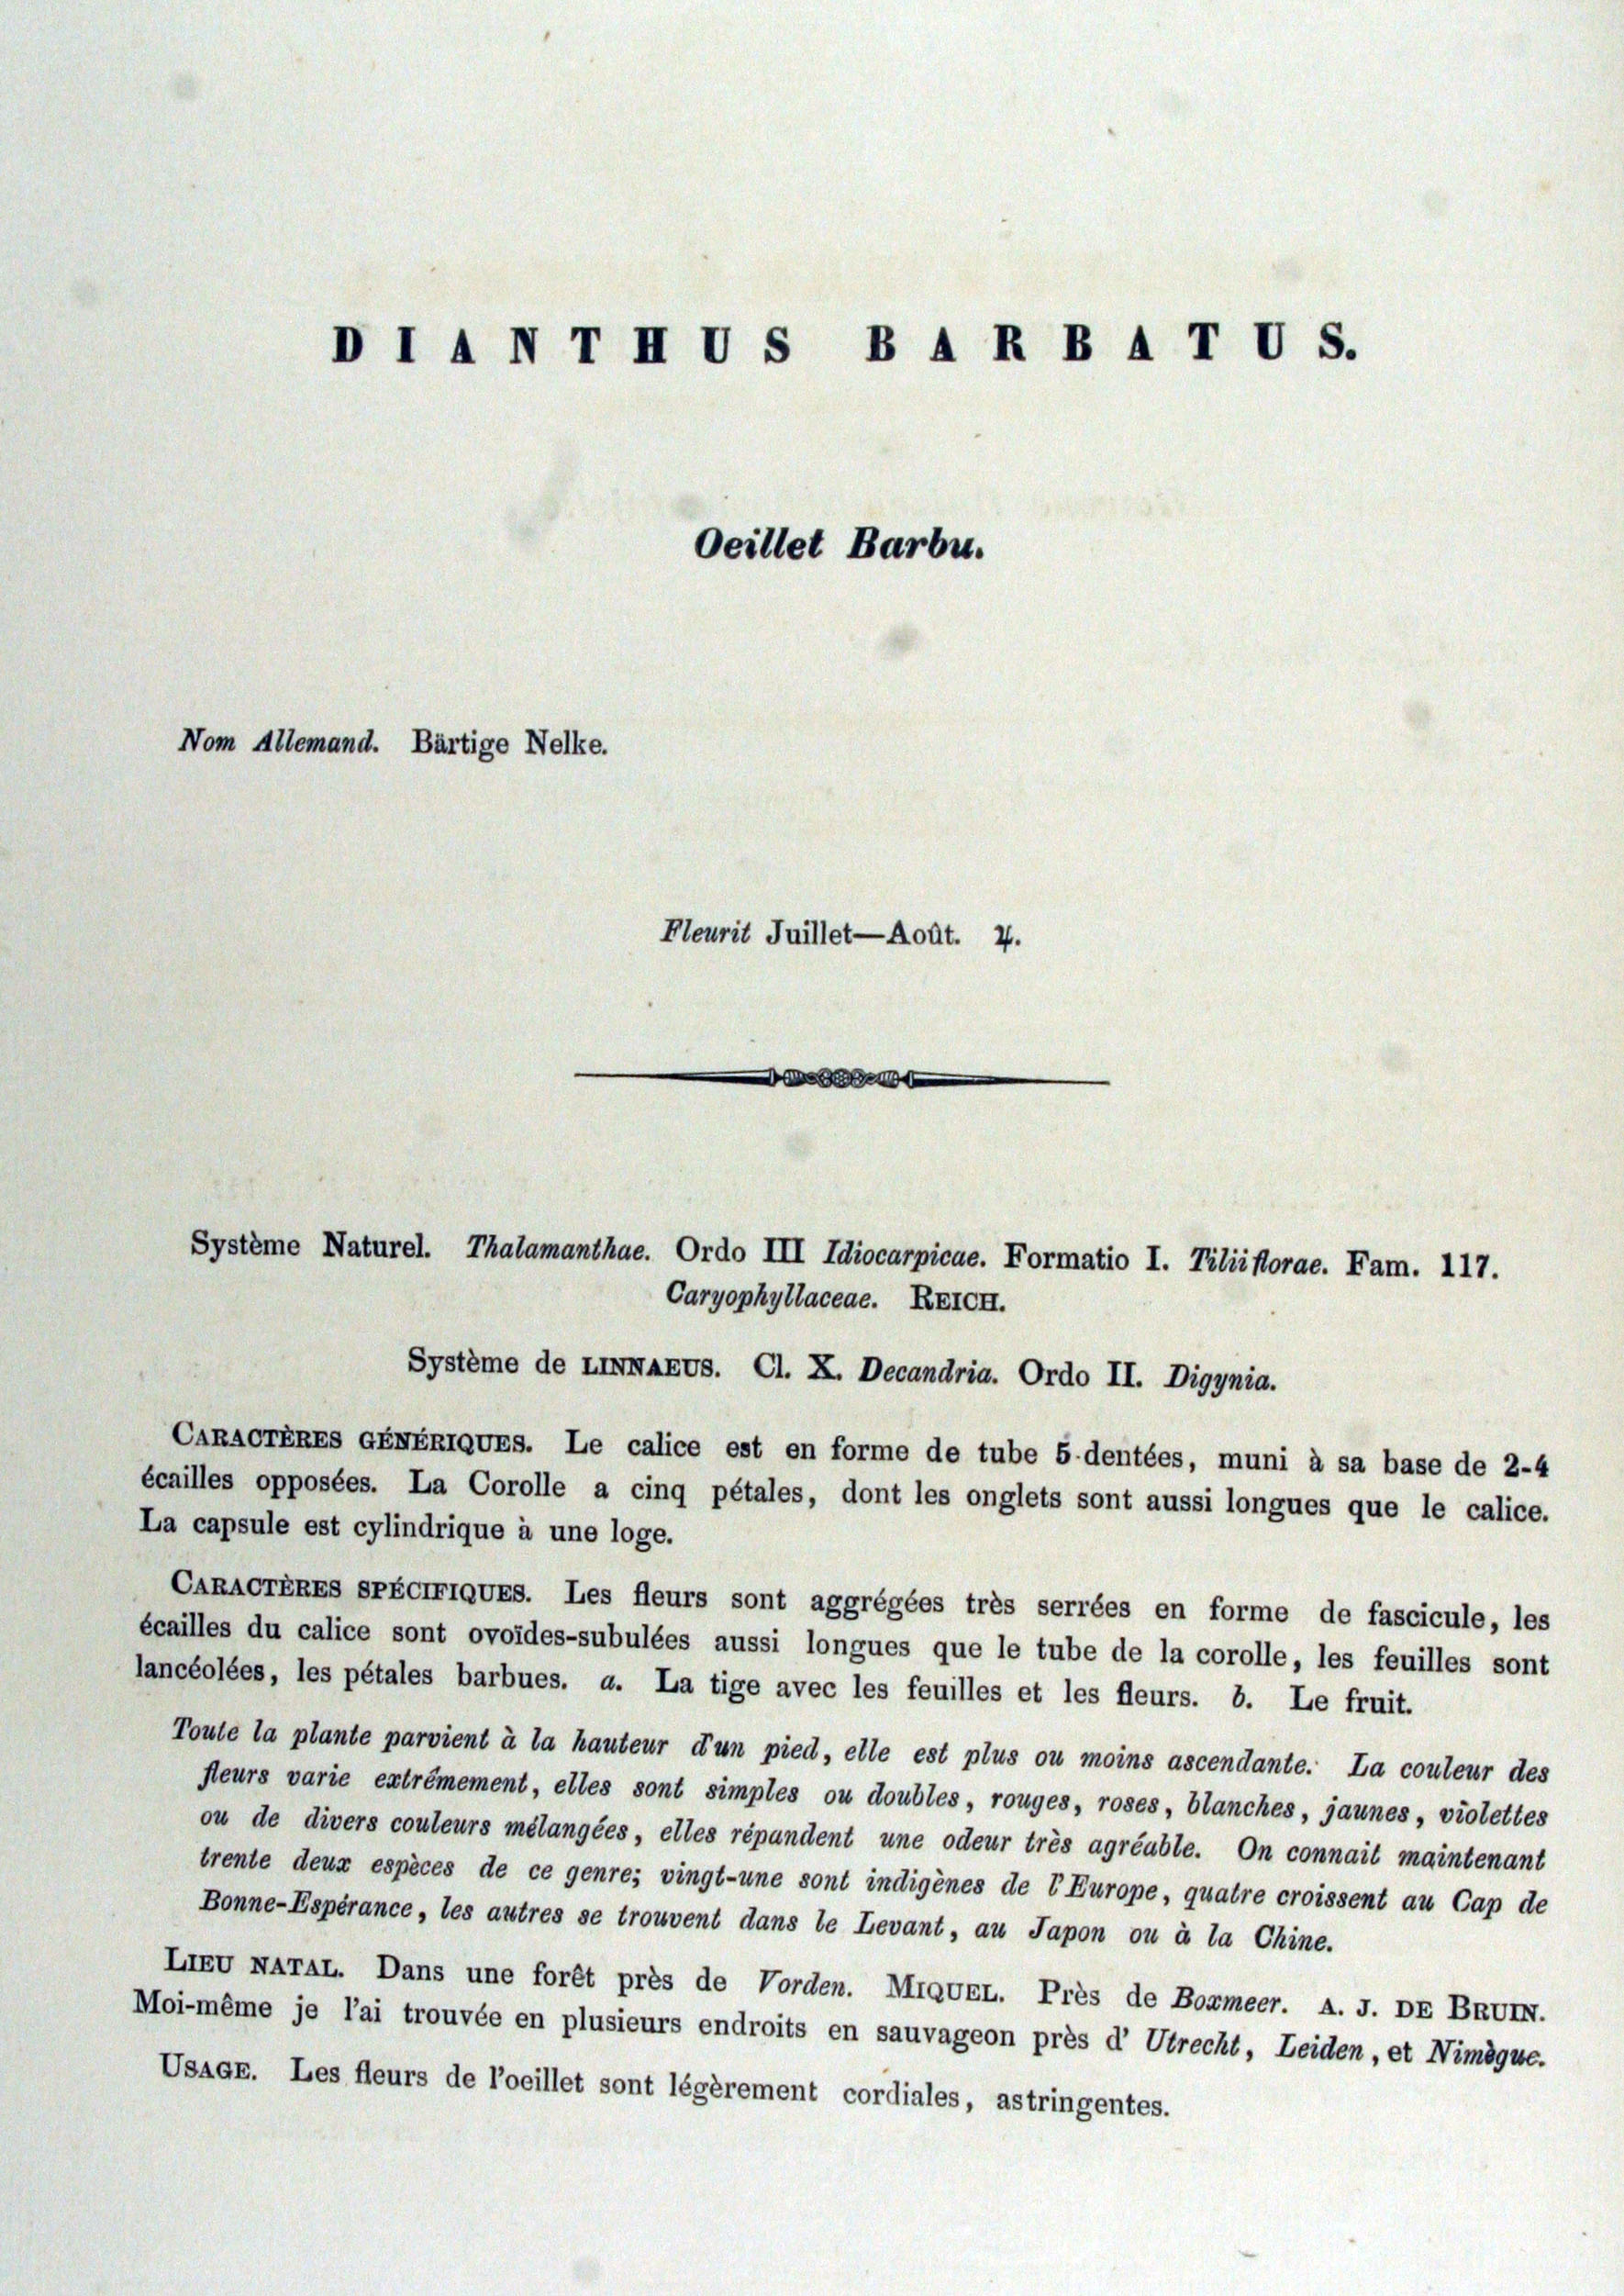 DIANTHUS BARBATUS.
Oeillet Barbu.
Nom Allemand. Bärtige Nelke.
Fleurit Juillet—Août. ♃.
Système Naturel. Thalamanthae. Ordo III Idiocarpicae. Formatio I. Tiliiflorae. Fam. 117.
Caryophyllaceae. REICH.
Système de LINNAEUS. Cl. X. Decandria. Ordo II. Digynia.
CARACTÈRES GÉNÉRIQUES. Le calice est en forme de tube 5-dentées, muni à sa base de 2-4
écailles opposées. La Corolle a cinq pétales, dont les onglets sont aussi longues que le calice.
La capsule est cylindrique à une loge.
CARACTÈRES SPÉCIFIQUES. Les fleurs sont aggrégées très serrées en forme de fascicule, les
écailles du calice sont ovoïdes-subulées aussi longues que le tube de la corolle, les feuilles sont
lancéolées, les pétales barbues. a. La tige avec les feuilles et les fleurs. b. Le fruit.
Toute la plante parvient à la hauteur d'un pied, elle est plus ou moins ascendante. La couleur des
fleurs varie extrêmement, elles sont simples ou doubles, rouges, roses, blanches, jaunes, violettes
ou de divers couleurs mélangées, elles répandent une odeur très agréable. On connait maintenant
trente deux espèces de ce genre; vingt-une sont indigènes de l'Europe, quatre croissent au Cap de
Bonne-Espérance, les autres se trouvent dans le Levant, au Japon ou à la Chine.
LIEU NATAL. Dans une forêt près de Vorden. MIQUEL. Près de Boxmeer. A. J. DE BRUIN.
Moi-même je l'ai trouvée en plusieurs endroits en sauvageon près d' Utrecht, Leiden, et Nimègue.
USAGE. Les fleurs de l'oeillet sont légèrement cordiales, astringentes.